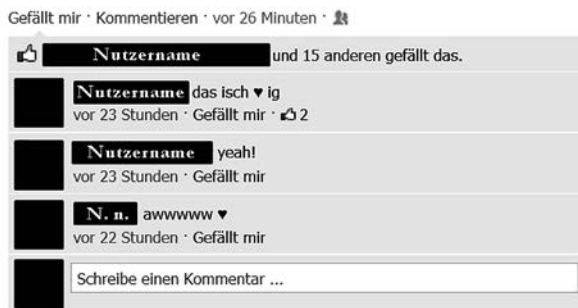 Gefällt mir · Kommentieren · vor 26 Minuten ·
Nutzername und 15 anderen gefällt das.
Nutzername das isch ♥ ig
vor 23 Stunden · Gefällt mir · 2
Nutzername yeah!
vor 23 Stunden · Gefällt mir
N. n. awwwww ♥
vor 22 Stunden · Gefällt mir
Schreibe einen Kommentar ...